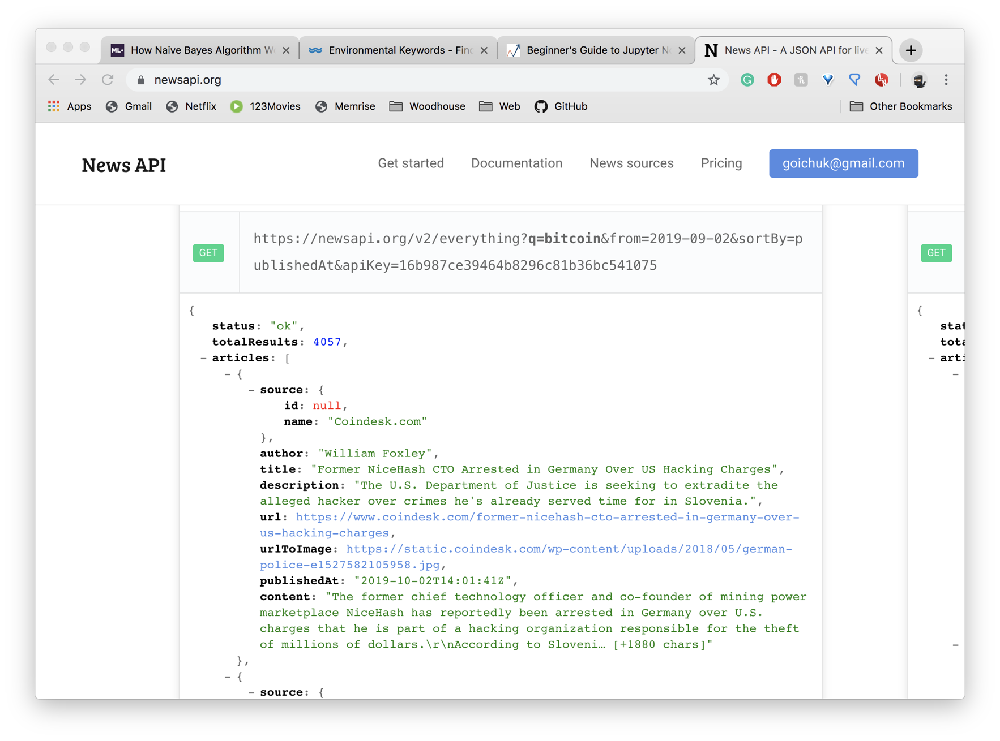 How Naive Bayes Algorithm W
Environmental Keywords - Find
Beginner's Guide to Jupyter N
News API - A JSON API for live
newsapi.org
Apps Gmail Netflix 123Movies Memrise Woodhouse Web GitHub Other Bookmarks
News API
Get started Documentation News sources Pricing goichuk@gmail.com
GET
https://newsapi.org/v2/everything?q=bitcoin&from=2019-09-02&sortBy=p
ublishedAt&apiKey=16b987ce39464b8296c81b36bc541075
{
status: "ok",
totalResults: 4057,
– articles: [
– {
– source: {
id: null,
name: "Coindesk.com"
},
author: "William Foxley",
title: "Former NiceHash CTO Arrested in Germany Over US Hacking Charges",
description: "The U.S. Department of Justice is seeking to extradite the
alleged hacker over crimes he's already served time for in Slovenia.",
url: https://www.coindesk.com/former-nicehash-cto-arrested-in-germany-over-
us-hacking-charges,
urlToImage: https://static.coindesk.com/wp-content/uploads/2018/05/german-
police-e1527582105958.jpg,
publishedAt: "2019-10-02T14:01:41Z",
content: "The former chief technology officer and co-founder of mining power
marketplace NiceHash has reportedly been arrested in Germany over U.S.
charges that he is part of a hacking organization responsible for the theft
of millions of dollars.\r\nAccording to Sloveni… [+1880 chars]"
},
– {
– source: {
GET
{
stat
tota
– arti
–
–